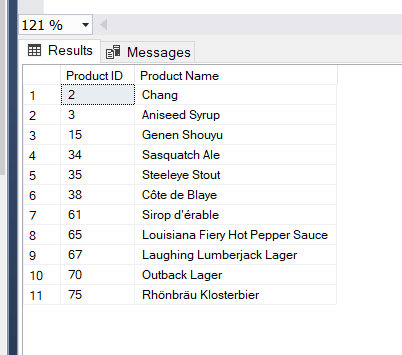 121 %
Results Messages
Product ID Product Name
1 2 Chang
2 3 Aniseed Syrup
3 15 Genen Shouyu
4 34 Sasquatch Ale
5 35 Steeleye Stout
6 38 Côte de Blaye
7 61 Sirop d'érable
8 65 Louisiana Fiery Hot Pepper Sauce
9 67 Laughing Lumberjack Lager
10 70 Outback Lager
11 75 Rhönbräu Klosterbier